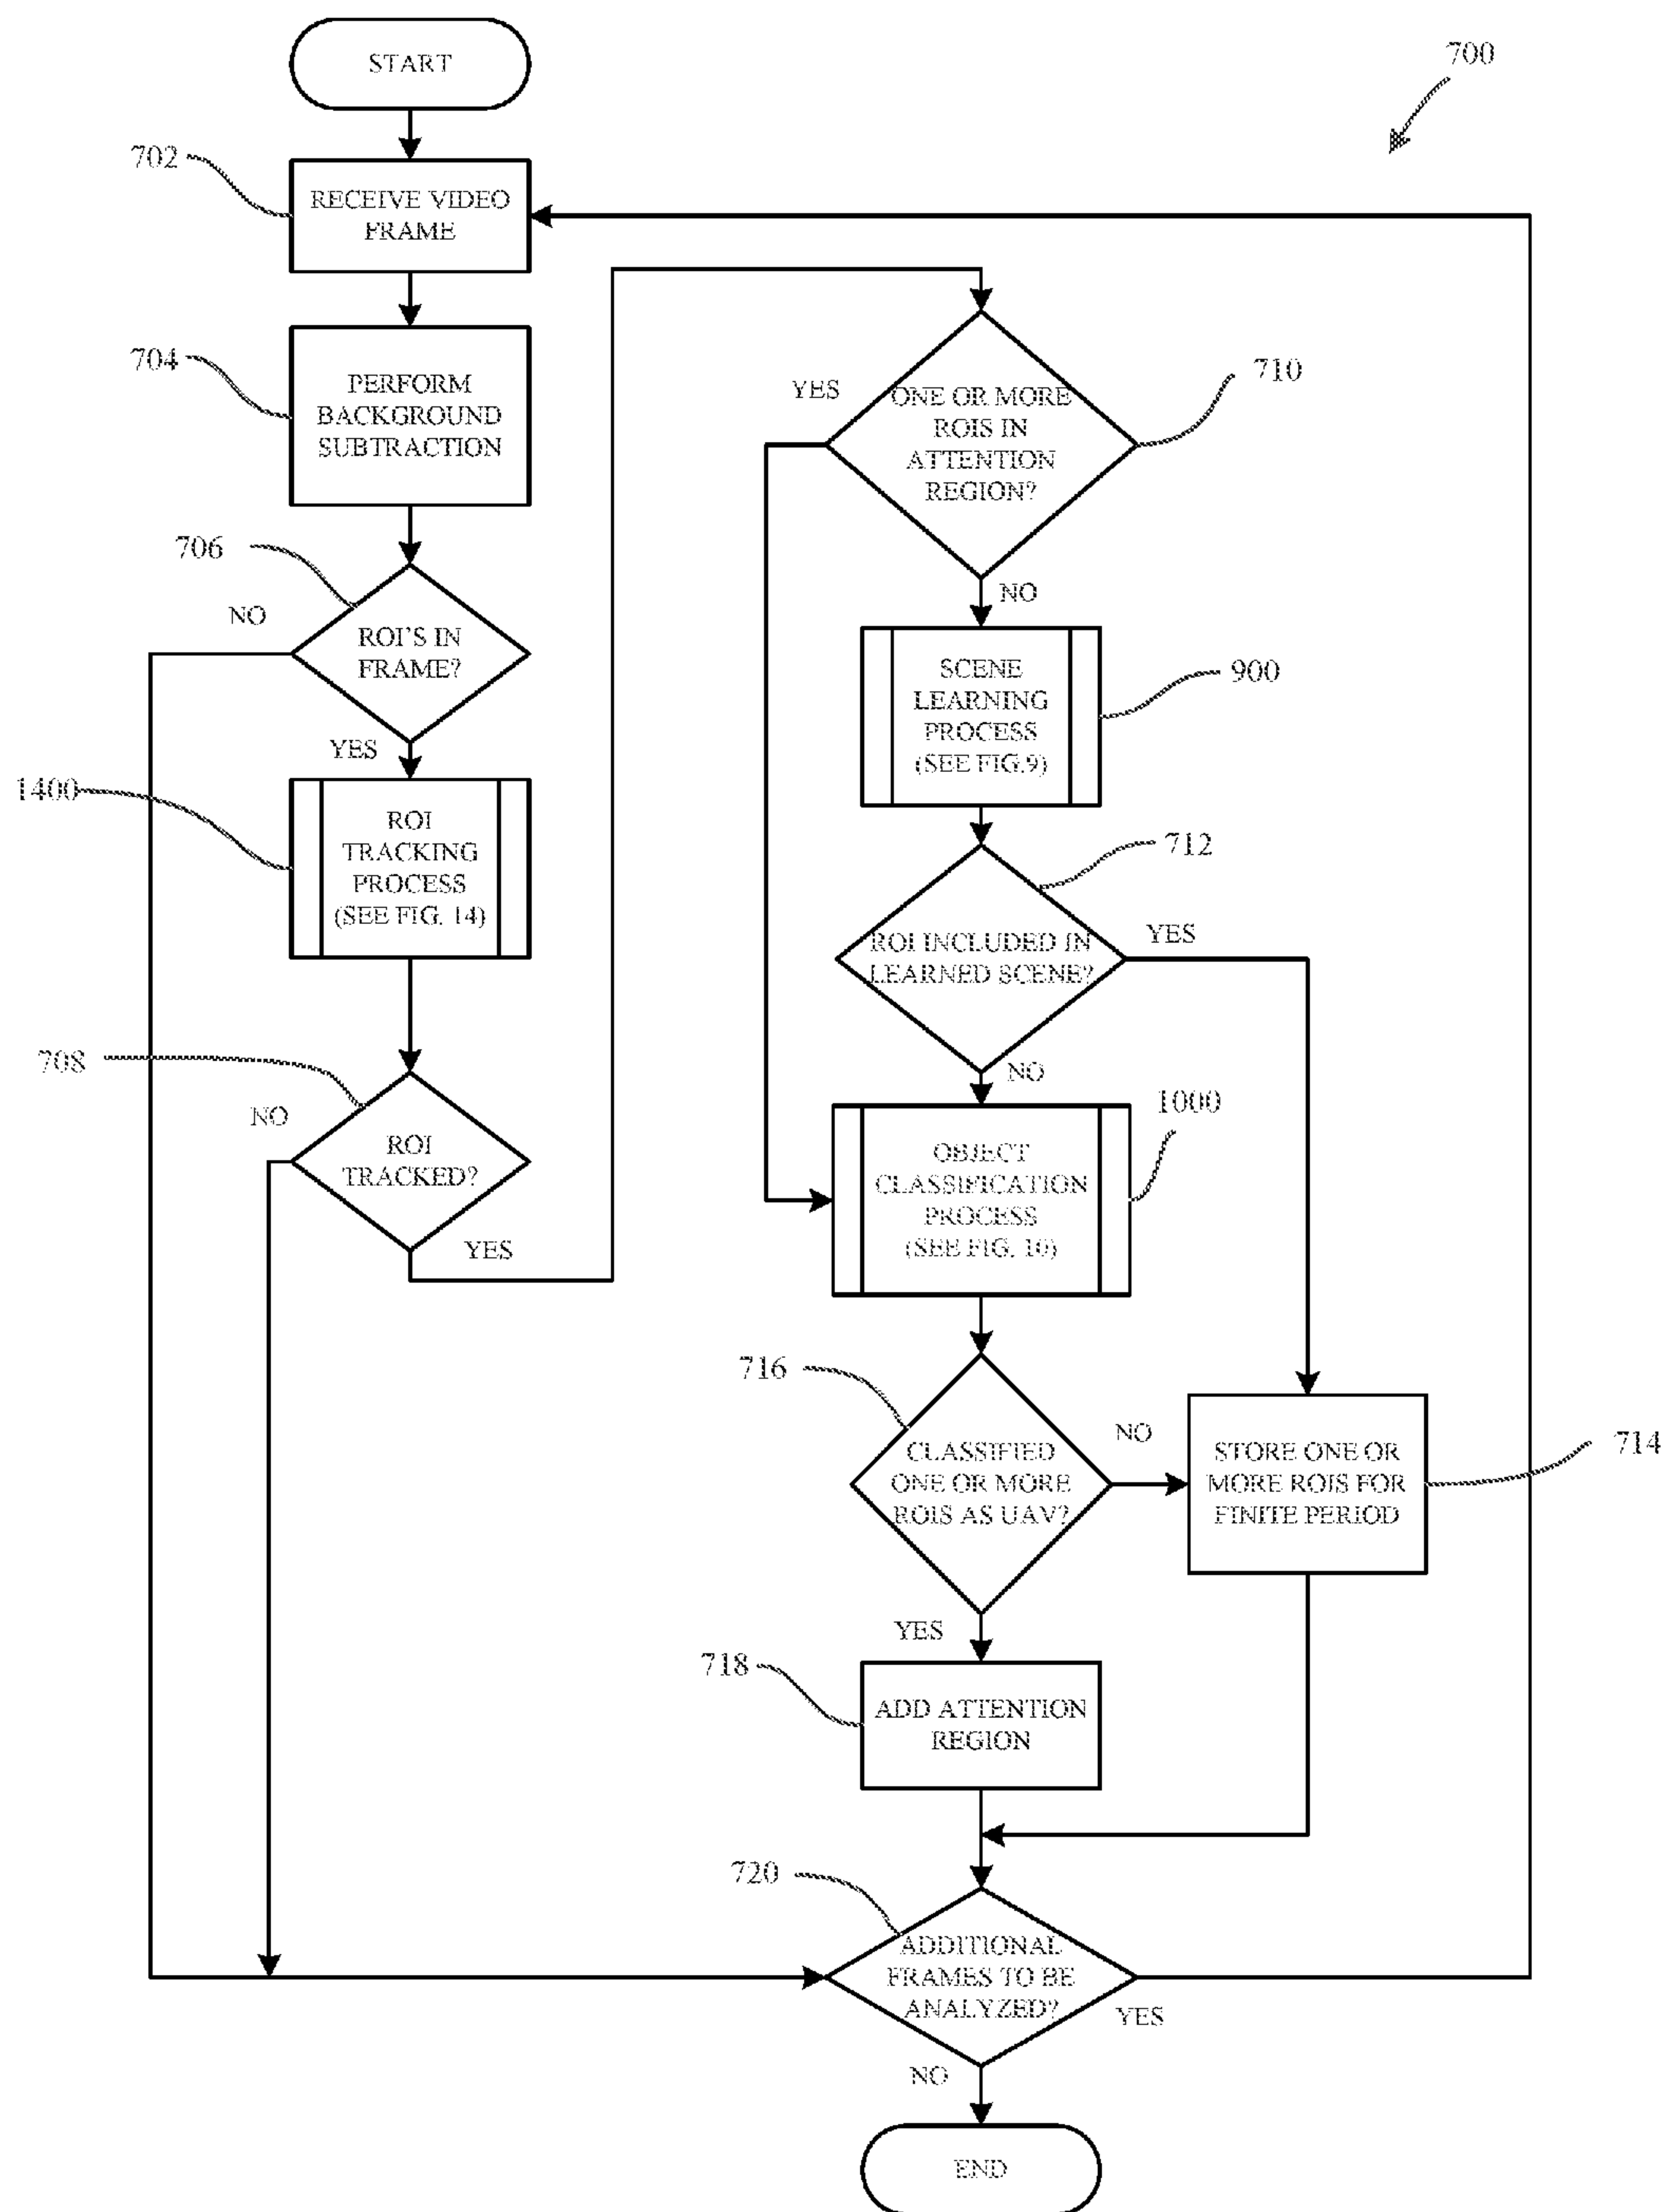 START
700
702
RECEIVE VIDEO
FRAME
704
PERFORM
BACKGROUND
SUBTRACTION
706
NO
ROI'S IN
FRAME?
YES
1400
ROI
TRACKING
PROCESS
(SEE FIG. 14)
708
NO
ROI
TRACKED?
YES
YES
ONE OR MORE
ROIS IN
ATTENTION
REGION?
710
NO
SCENE
LEARNING
PROCESS
(SEE FIG.9)
900
712
ROI INCLUDED IN
LEARNED SCENE?
YES
NO
1000
OBJECT
CLASSIFICATION
PROCESS
(SEE FIG. 10)
716
CLASSIFIED
ONE OR MORE
ROIS AS UAV?
NO
STORE ONE OR
MORE ROIS FOR
FINITE PERIOD
714
YES
718
ADD ATTENTION
REGION
720
ADDITIONAL
FRAMES TO BE
ANALYZED?
YES
NO
END